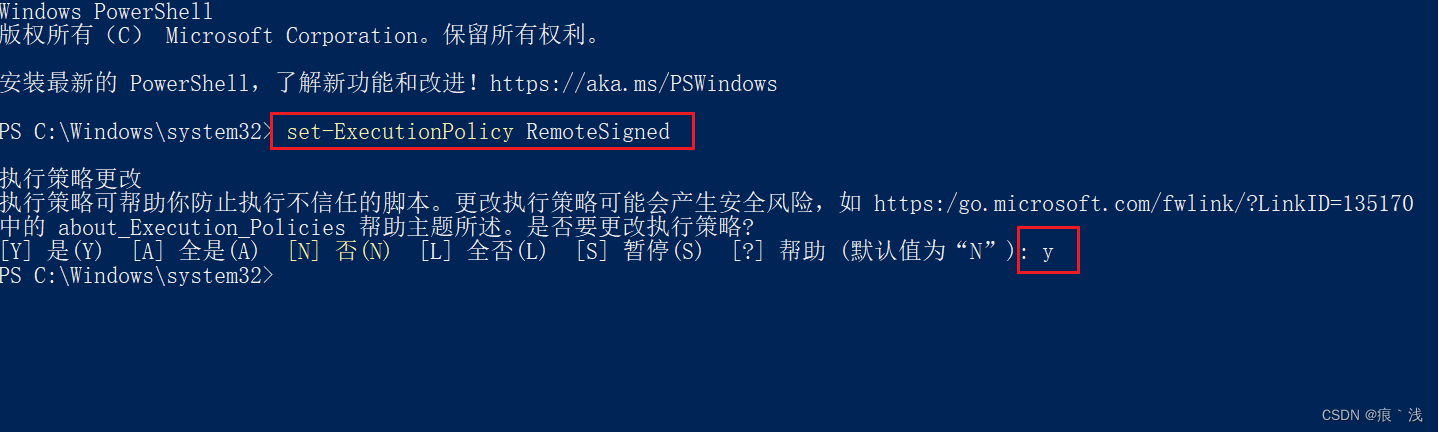 Windows PowerShell
版权所有（C） Microsoft Corporation。保留所有权利。
安装最新的 PowerShell，了解新功能和改进！https://aka.ms/PSWindows
PS C:\Windows\system32> set-ExecutionPolicy RemoteSigned
执行策略更改
执行策略可帮助你防止执行不信任的脚本。更改执行策略可能会产生安全风险，如 https:/go.microsoft.com/fwlink/?LinkID=135170
中的 about_Execution_Policies 帮助主题所述。是否要更改执行策略?
[Y] 是(Y)  [A] 全是(A)  [N] 否(N)  [L] 全否(L)  [S] 暂停(S)  [?] 帮助 (默认值为“N”): y
PS C:\Windows\system32>
CSDN @痕｀浅